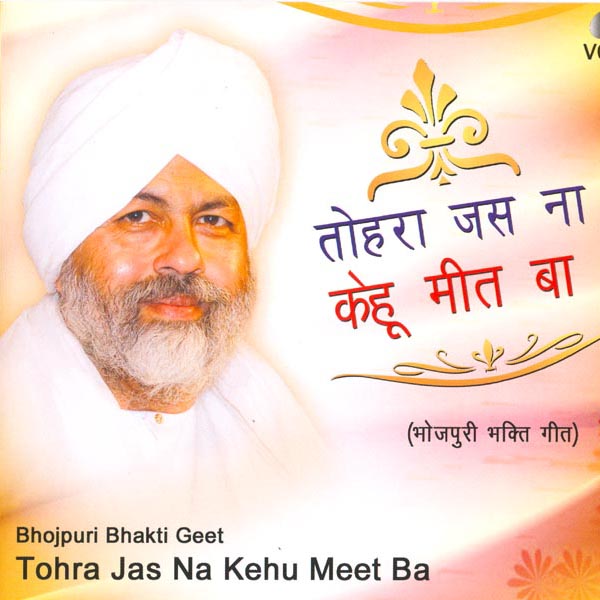 तोहरा जस ना
केहू मीत बा
(भोजपुरी भक्ति गीत)
Bhojpuri Bhakti Geet
Tohra Jas Na Kehu Meet Ba